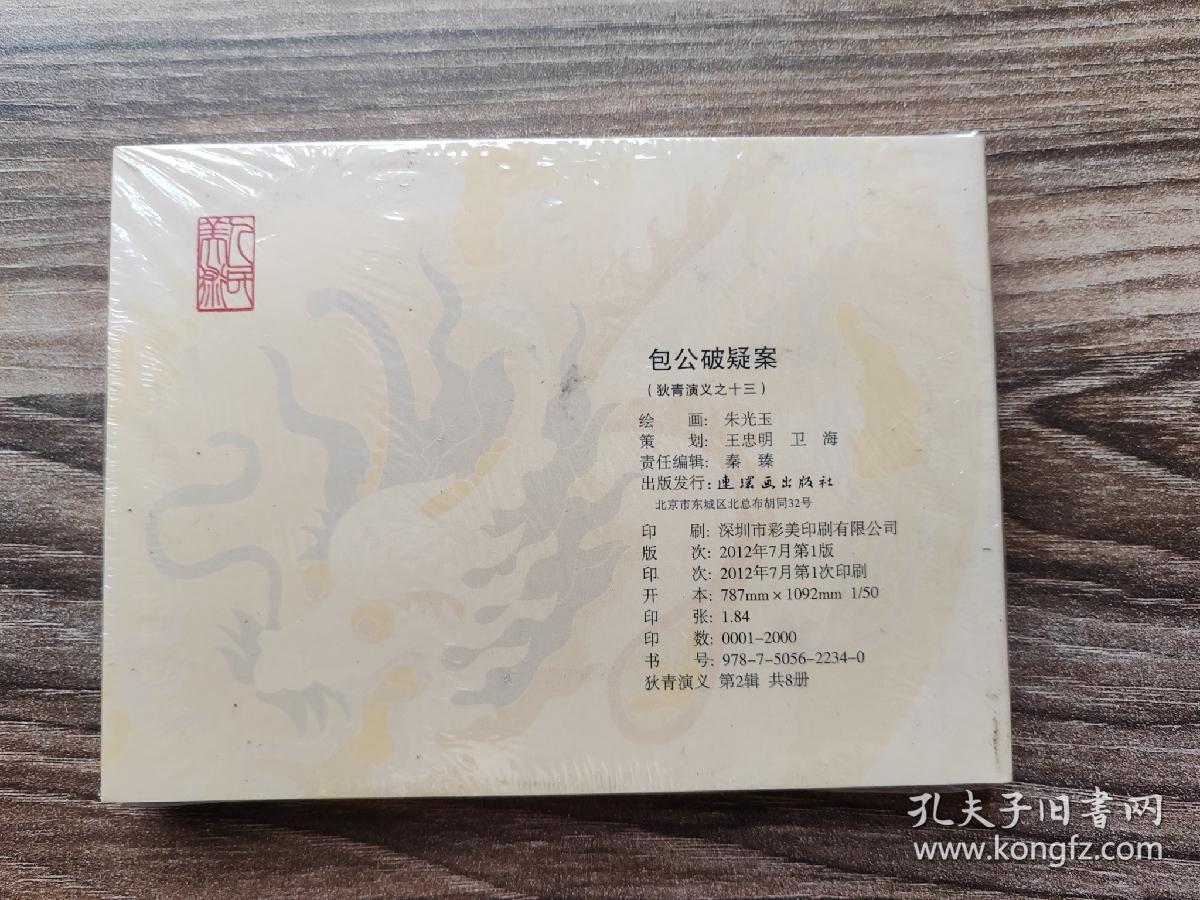 人民美术
包公破疑案
（狄青演义之十三）
绘 画: 朱光玉
策 划: 王忠明 卫 海
责任编辑: 秦 臻
出版发行: 连环画出版社
北京市东城区北总布胡同32号
印 刷: 深圳市彩美印刷有限公司
版 次: 2012年7月第1版
印 次: 2012年7月第1次印刷
开 本: 787mm×1092mm 1/50
印 张: 1.84
印 数: 0001-2000
书 号: 978-7-5056-2234-0
狄青演义 第2辑 共8册
孔夫子旧書网
www.kongfz.com